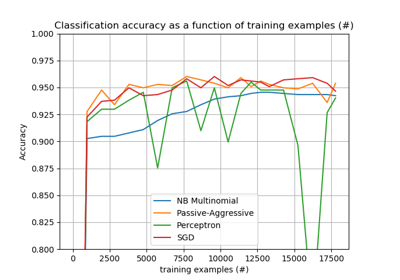 Classification accuracy as a function of training examples (#)
1.000
0.975
0.950
0.925
0.900
0.875
0.850
0.825
0.800
Accuracy
NB Multinomial
Passive-Aggressive
Perceptron
SGD
0 2500 5000 7500 10000 12500 15000 17500
training examples (#)